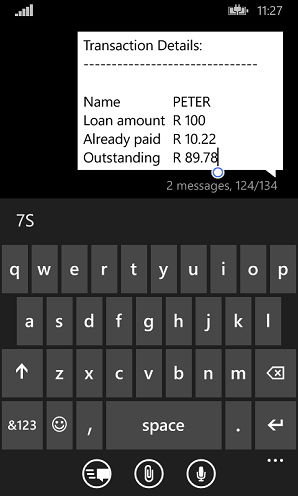 11:27
Transaction Details:
-------------------------------
Name PETER
Loan amount R 100
Already paid R 10.22
Outstanding R 89.78
2 messages, 124/134
7S
q w e r t y u i o p
a s d f g h j k l
z x c v b n m
&123 , space .
...